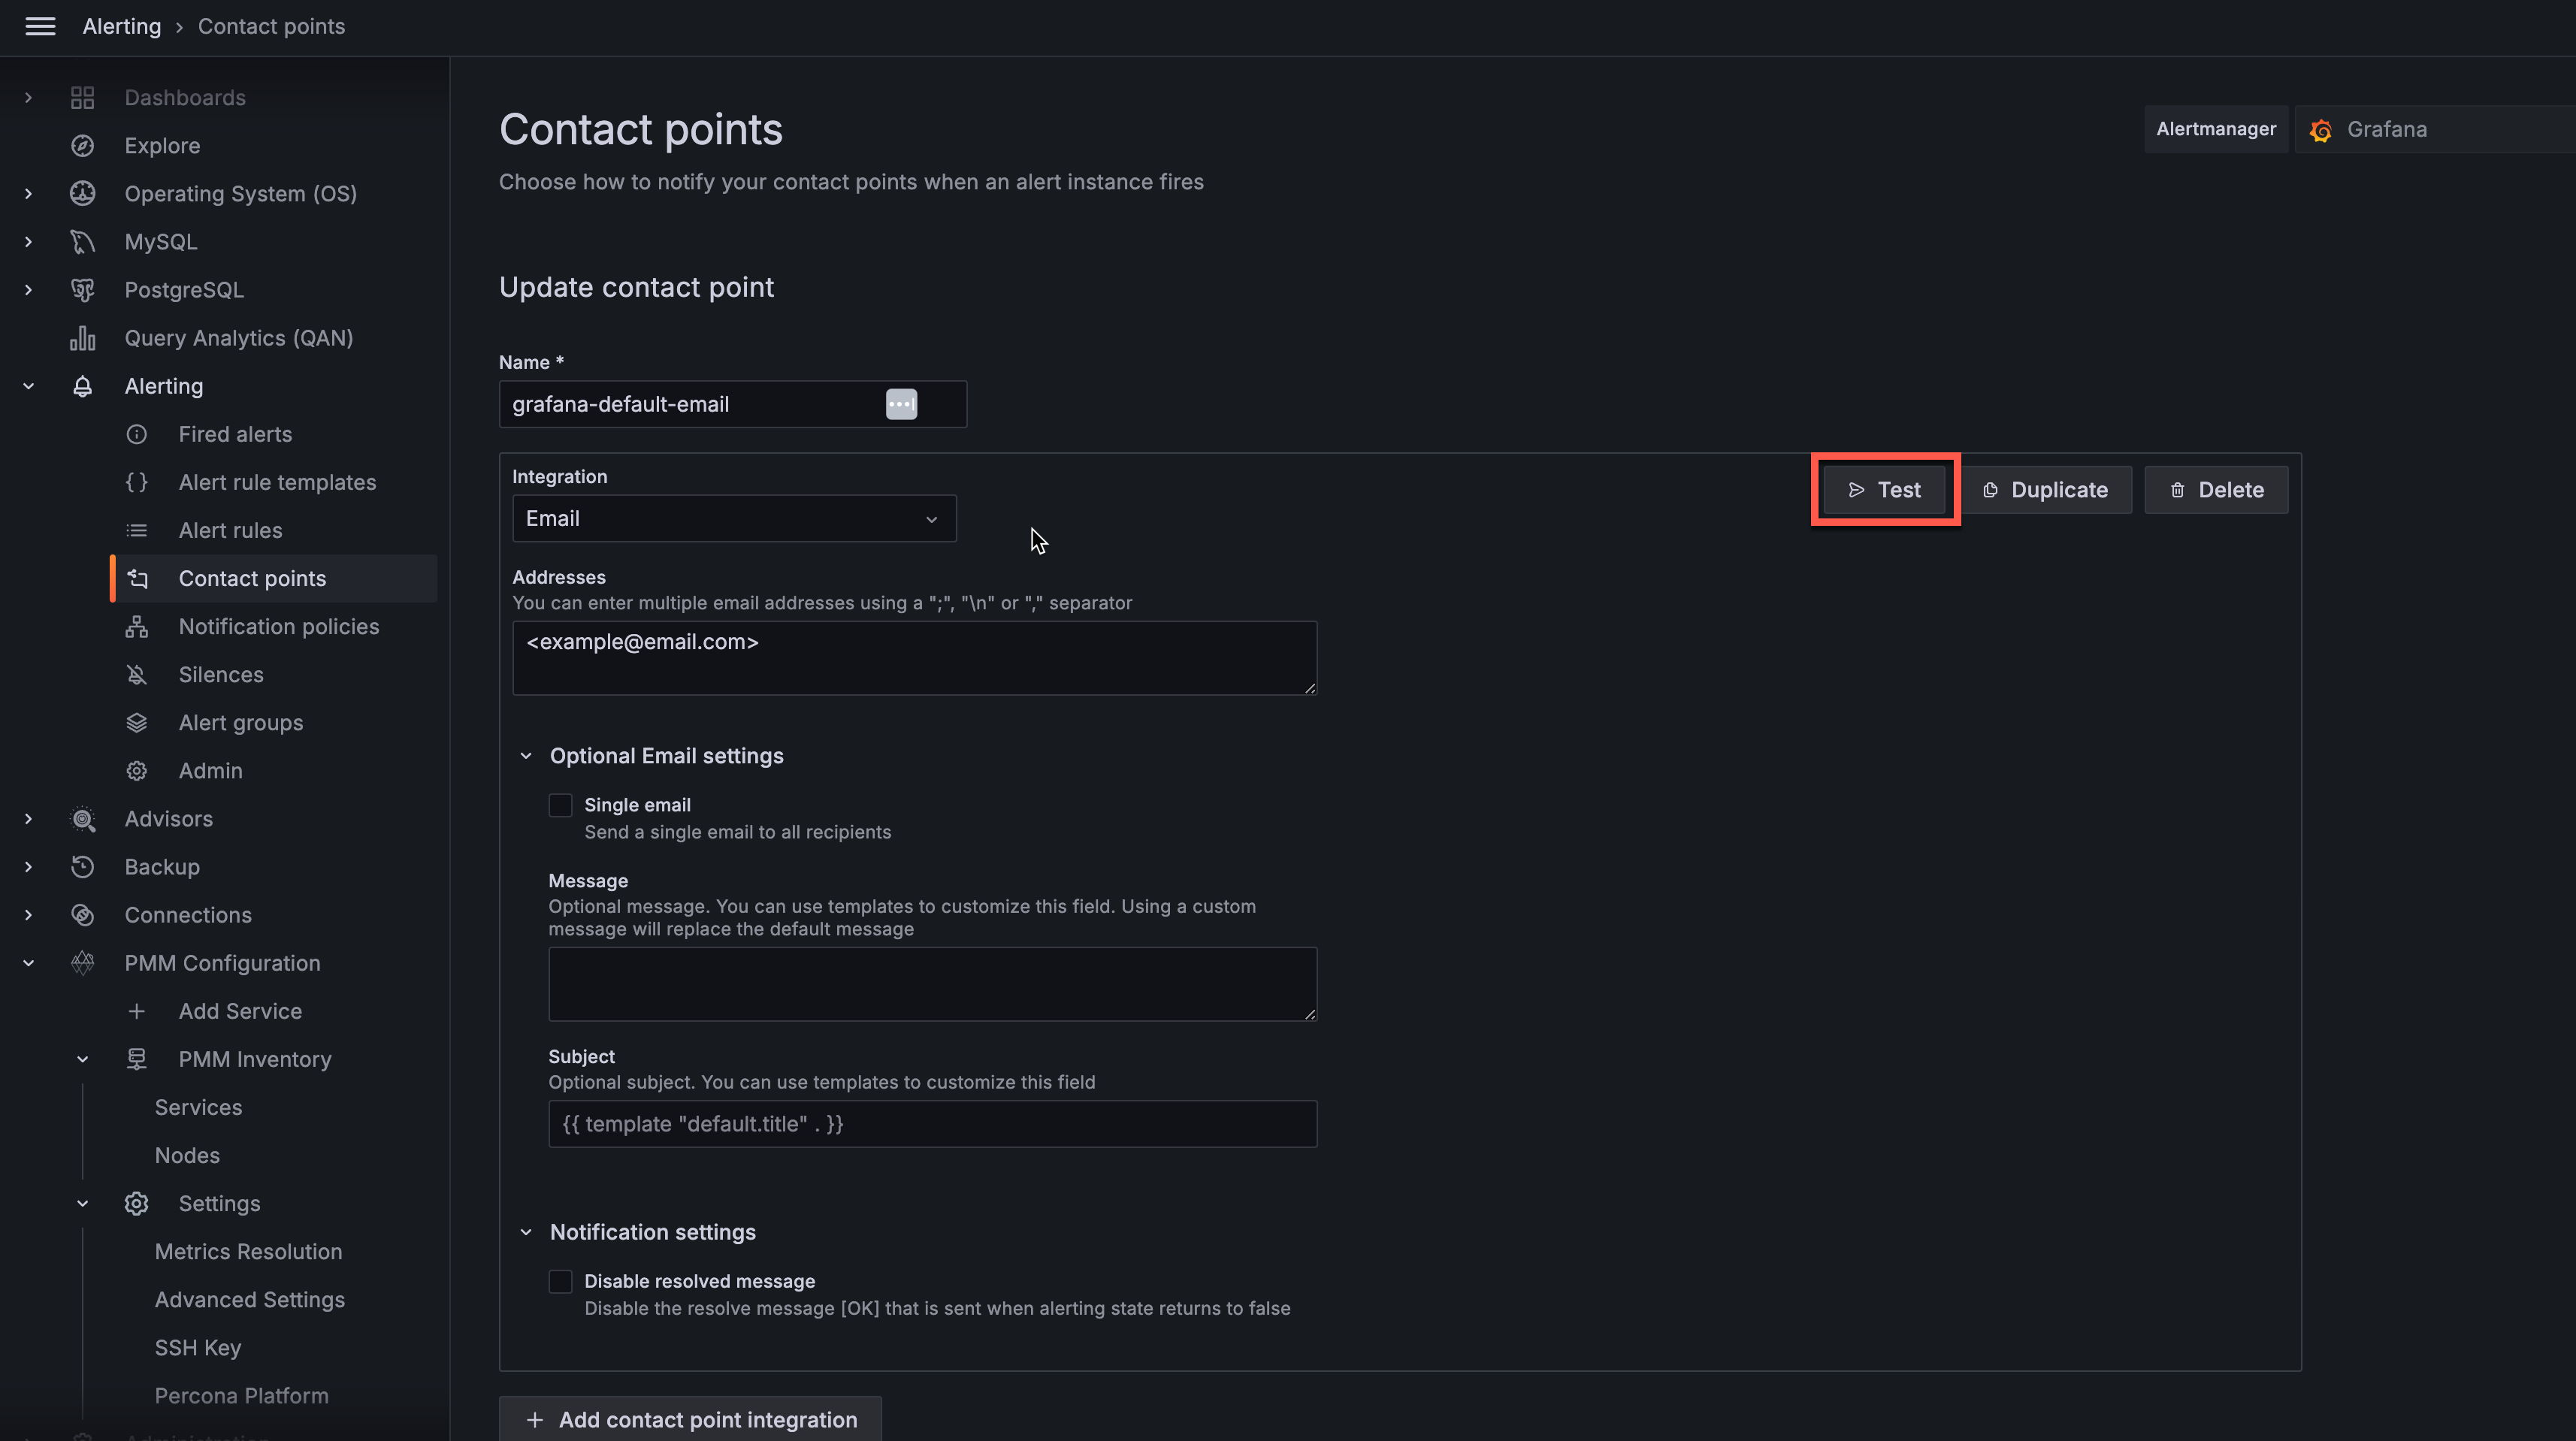 Alerting › Contact points
Dashboards
Explore
Operating System (OS)
MySQL
PostgreSQL
Query Analytics (QAN)
Alerting
Fired alerts
Alert rule templates
Alert rules
Contact points
Notification policies
Silences
Alert groups
Admin
Advisors
Backup
Connections
PMM Configuration
Add Service
PMM Inventory
Services
Nodes
Settings
Metrics Resolution
Advanced Settings
SSH Key
Percona Platform
Contact points
Alertmanager
Grafana
Choose how to notify your contact points when an alert instance fires
Update contact point
Name *
grafana-default-email
Integration
Email
Test
Duplicate
Delete
Addresses
You can enter multiple email addresses using a ";", "\n" or "," separator
<example@email.com>
Optional Email settings
Single email
Send a single email to all recipients
Message
Optional message. You can use templates to customize this field. Using a custom
message will replace the default message
Subject
Optional subject. You can use templates to customize this field
{{ template "default.title" . }}
Notification settings
Disable resolved message
Disable the resolve message [OK] that is sent when alerting state returns to false
+ Add contact point integration